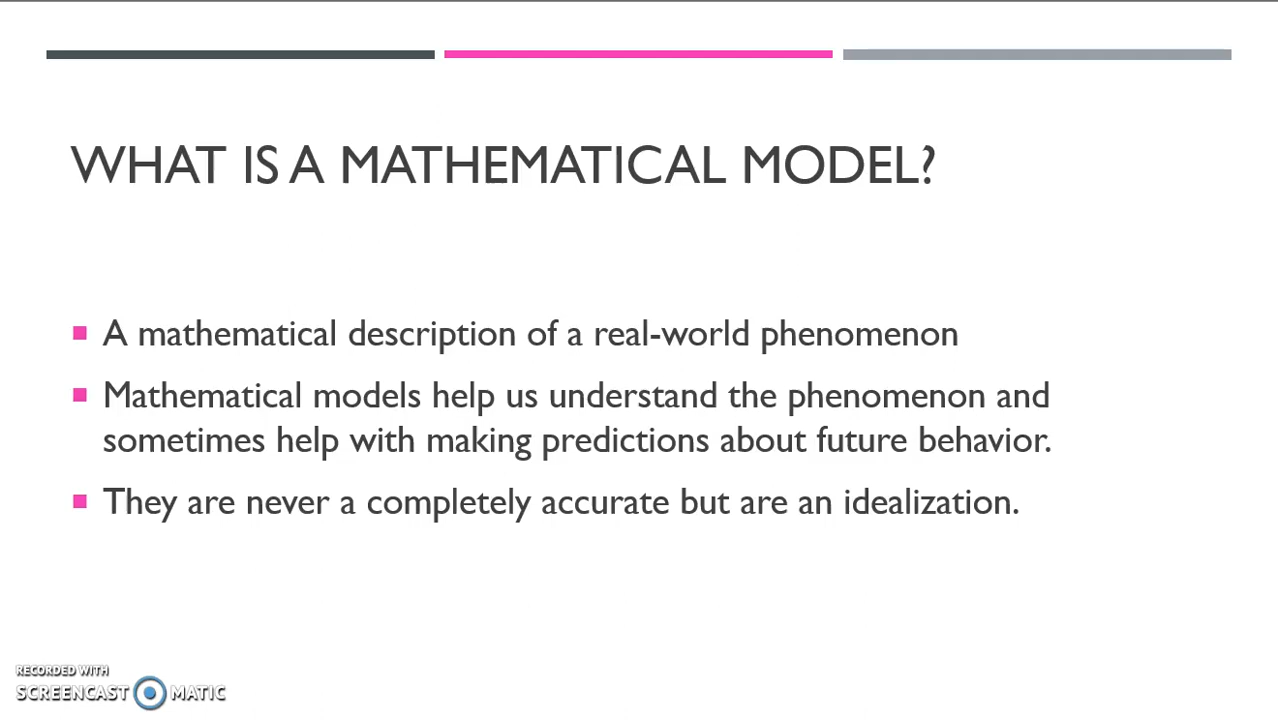 WHAT IS A MATHEMATICAL MODEL?
A mathematical description of a real-world phenomenon
Mathematical models help us understand the phenomenon and
sometimes help with making predictions about future behavior.
They are never a completely accurate but are an idealization.
RECORDED WITH
SCREENCAST MATIC